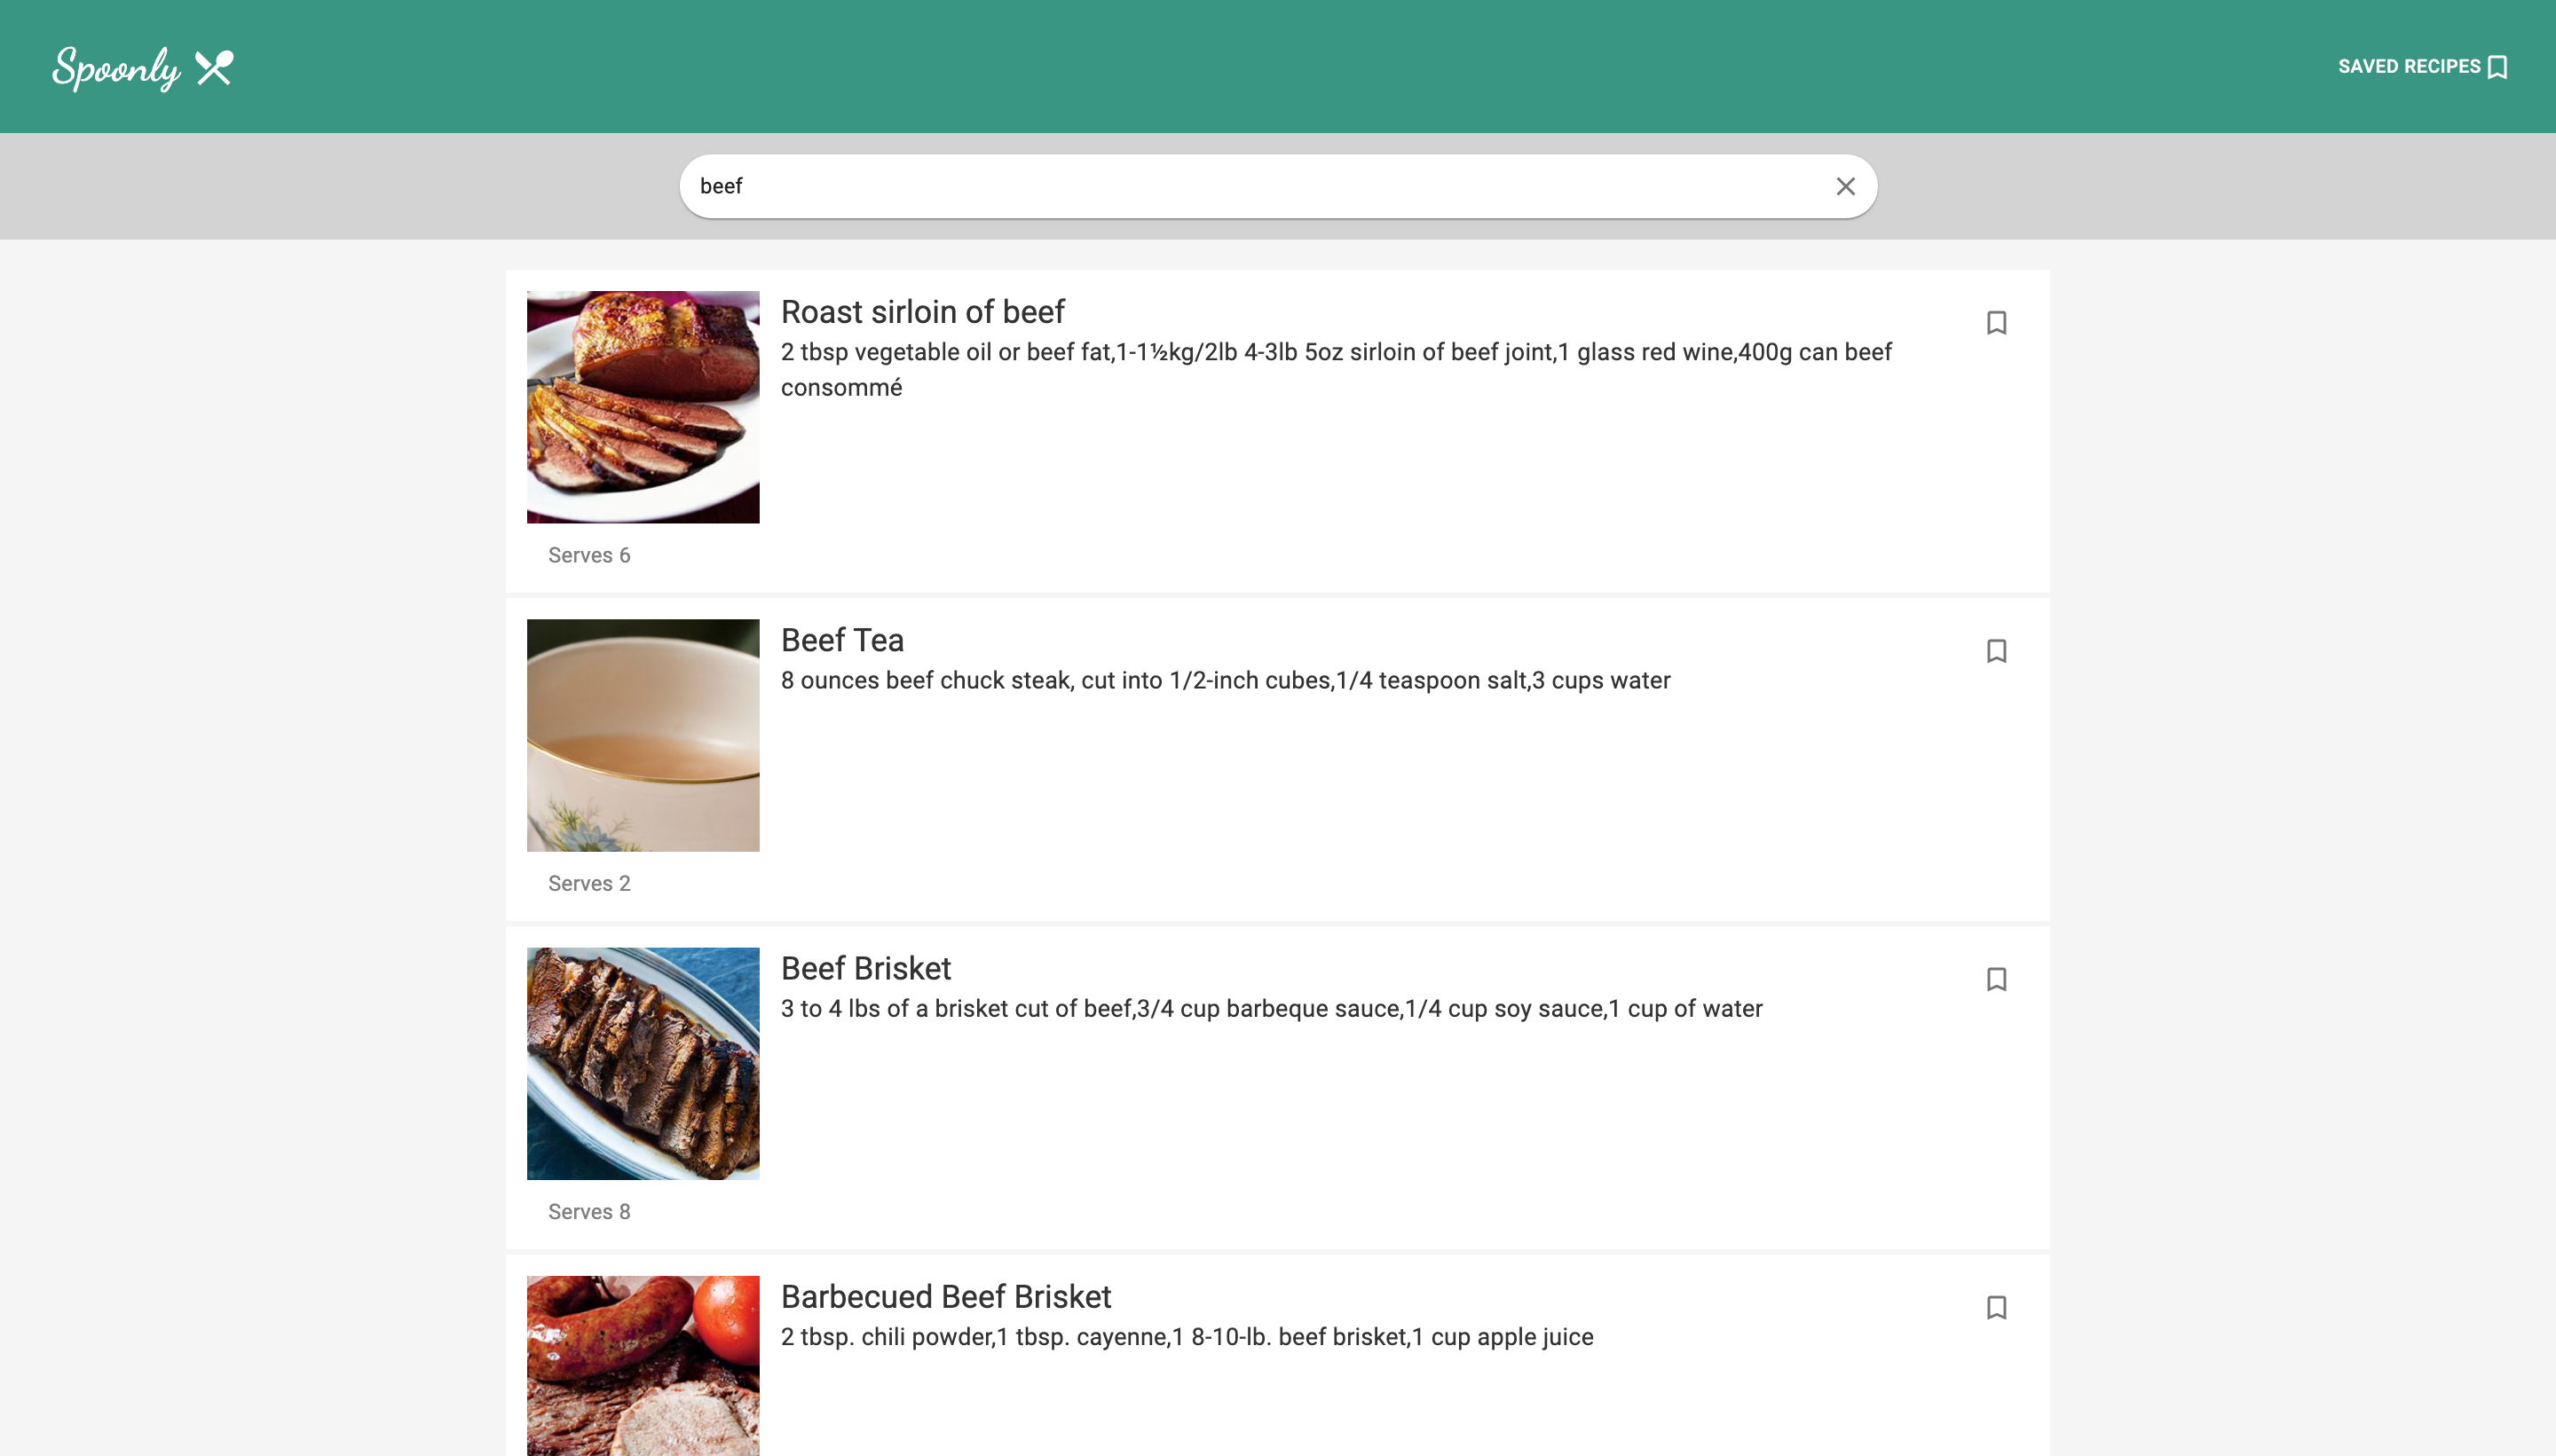 Spoonly
SAVED RECIPES
beef
Roast sirloin of beef
2 tbsp vegetable oil or beef fat,1-1½kg/2lb 4-3lb 5oz sirloin of beef joint,1 glass red wine,400g can beef
consommé
Serves 6
Beef Tea
8 ounces beef chuck steak, cut into 1/2-inch cubes,1/4 teaspoon salt,3 cups water
Serves 2
Beef Brisket
3 to 4 lbs of a brisket cut of beef,3/4 cup barbeque sauce,1/4 cup soy sauce,1 cup of water
Serves 8
Barbecued Beef Brisket
2 tbsp. chili powder,1 tbsp. cayenne,1 8-10-lb. beef brisket,1 cup apple juice